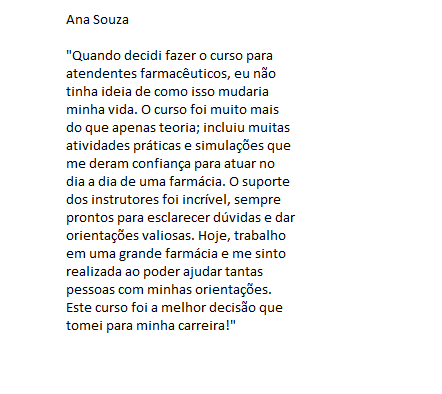 Ana Souza
"Quando decidi fazer o curso para
atendentes farmacêuticos, eu não
tinha ideia de como isso mudaria
minha vida. O curso foi muito mais
do que apenas teoria; incluiu muitas
atividades práticas e simulações que
me deram confiança para atuar no
dia a dia de uma farmácia. O suporte
dos instrutores foi incrível, sempre
prontos para esclarecer dúvidas e dar
orientações valiosas. Hoje, trabalho
em uma grande farmácia e me sinto
realizada ao poder ajudar tantas
pessoas com minhas orientações.
Este curso foi a melhor decisão que
tomei para minha carreira!"